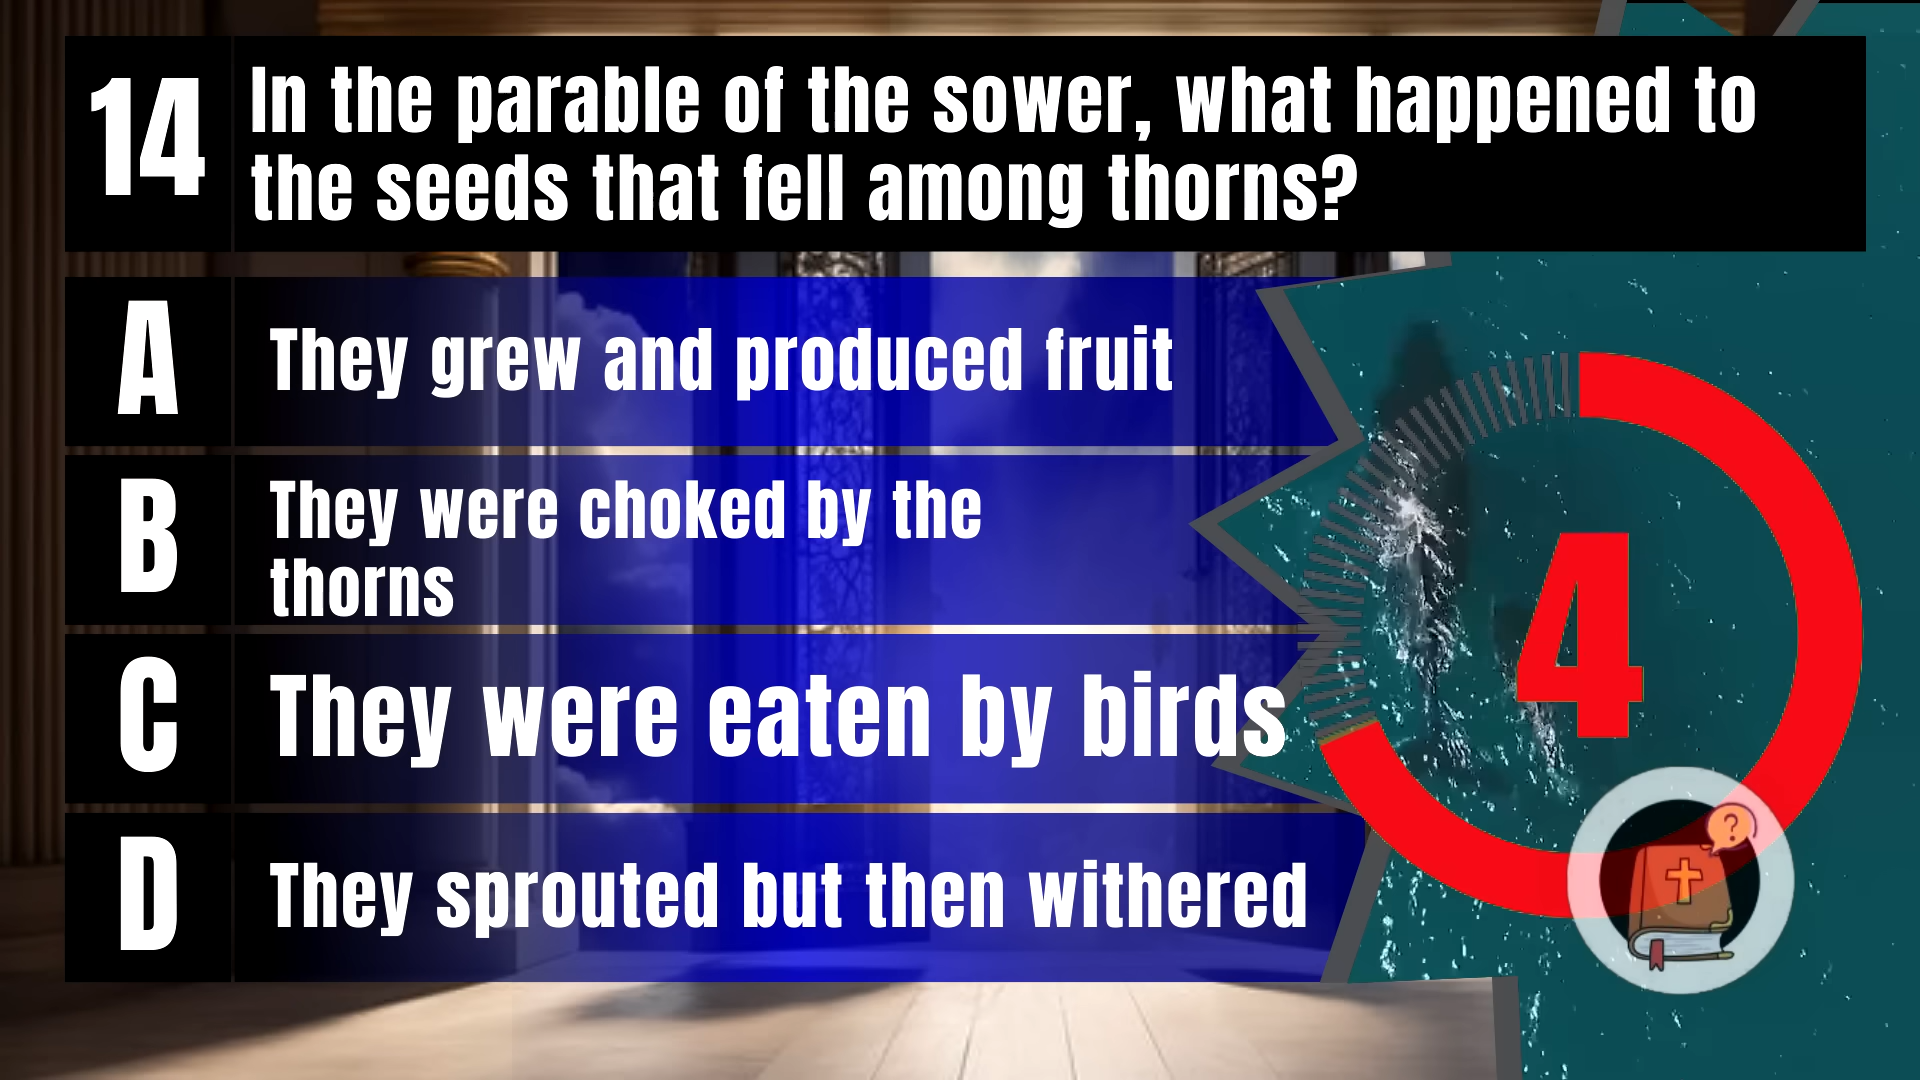 14
In the parable of the sower, what happened to
the seeds that fell among thorns?
A
They grew and produced fruit
B
They were choked by the
thorns
C
They were eaten by birds
D
They sprouted but then withered
4
?